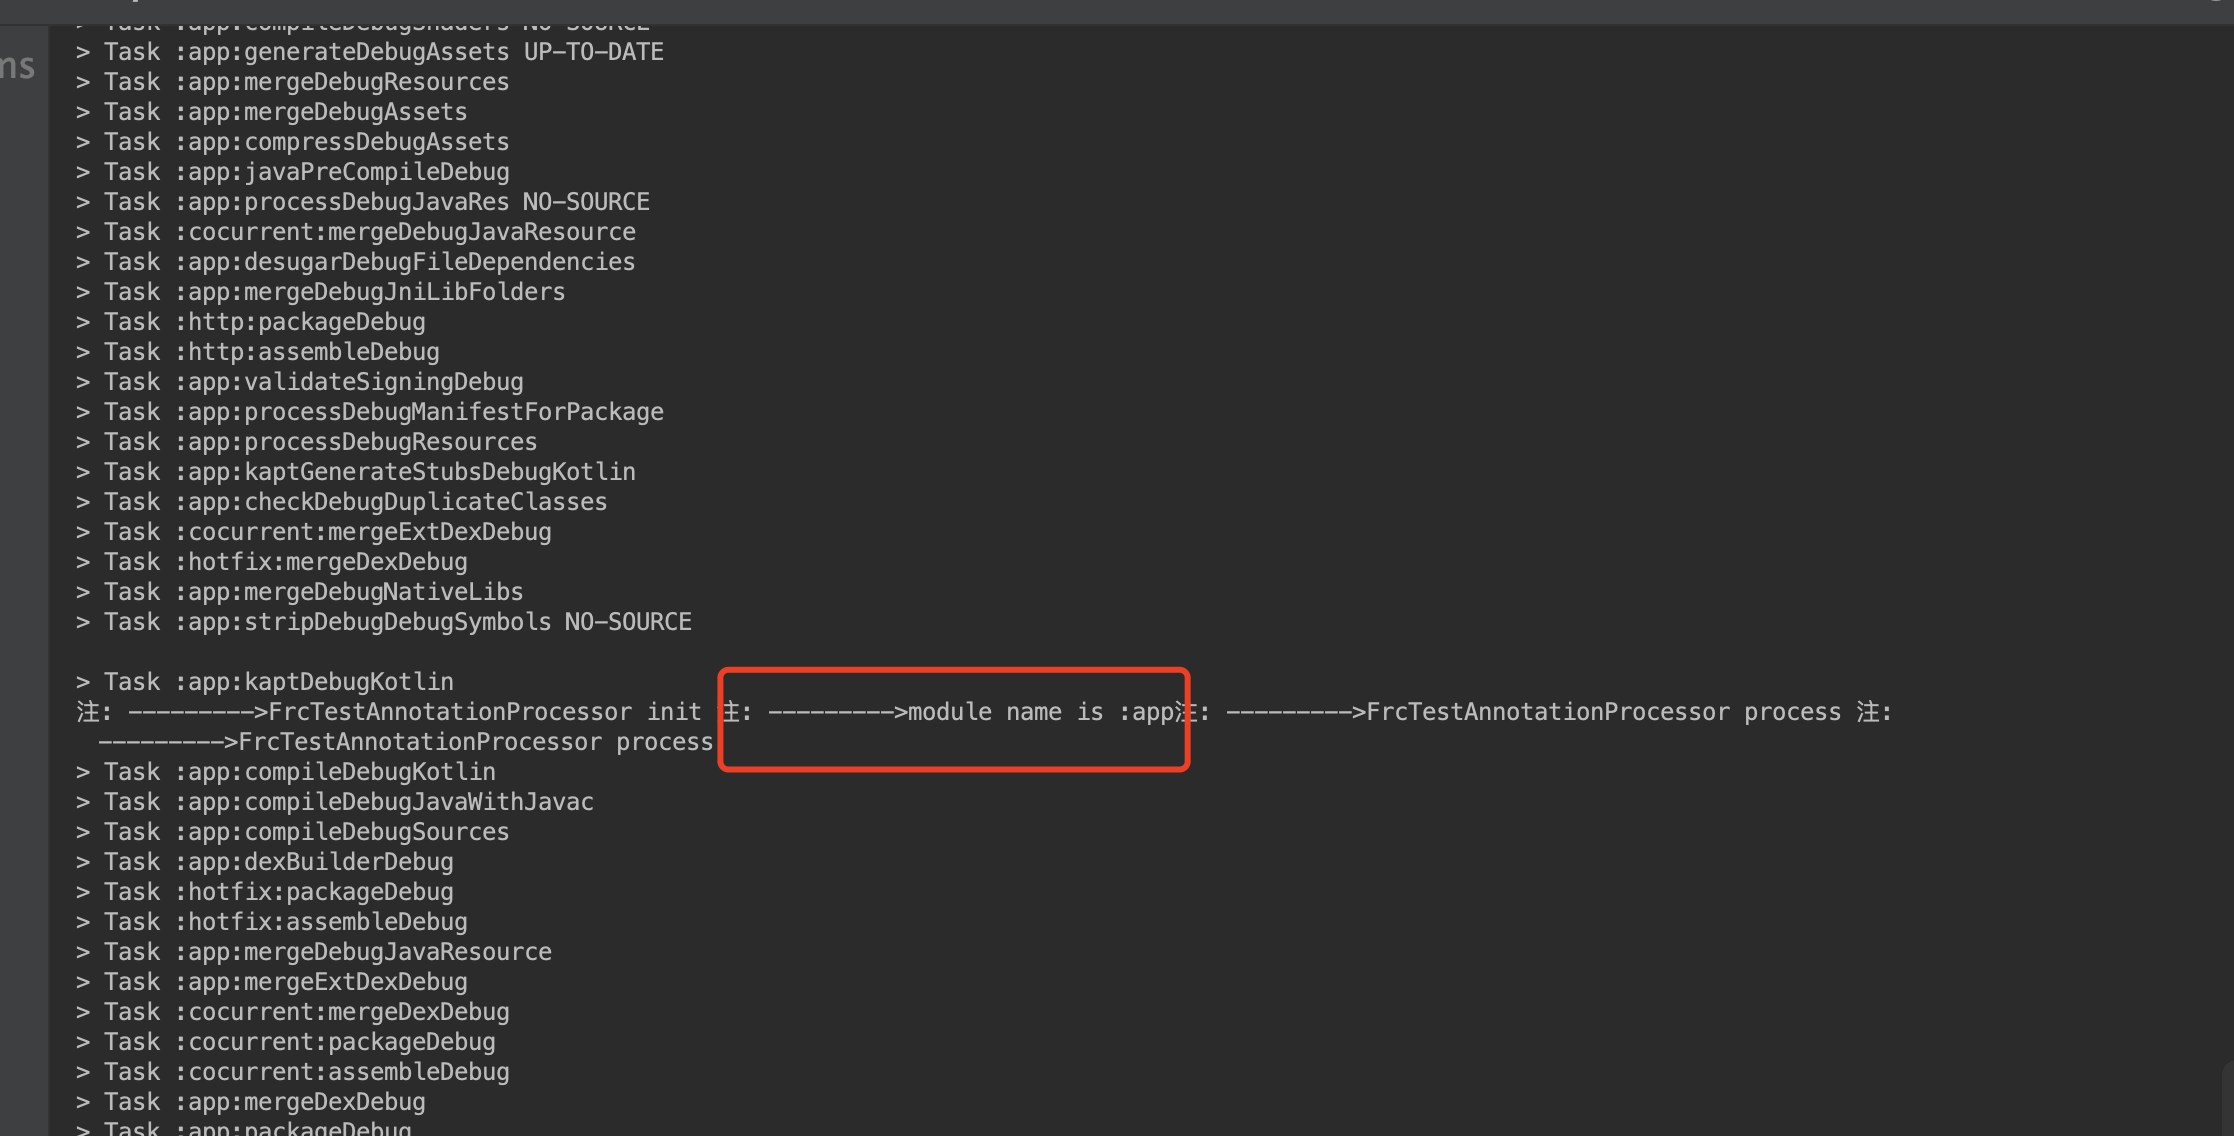 ms
> Task :app:compileDebugShaders NO-SOURCE
> Task :app:generateDebugAssets UP-TO-DATE
> Task :app:mergeDebugResources
> Task :app:mergeDebugAssets
> Task :app:compressDebugAssets
> Task :app:javaPreCompileDebug
> Task :app:processDebugJavaRes NO-SOURCE
> Task :cocurrent:mergeDebugJavaResource
> Task :app:desugarDebugFileDependencies
> Task :app:mergeDebugJniLibFolders
> Task :http:packageDebug
> Task :http:assembleDebug
> Task :app:validateSigningDebug
> Task :app:processDebugManifestForPackage
> Task :app:processDebugResources
> Task :app:kaptGenerateStubsDebugKotlin
> Task :app:checkDebugDuplicateClasses
> Task :cocurrent:mergeExtDexDebug
> Task :hotfix:mergeDexDebug
> Task :app:mergeDebugNativeLibs
> Task :app:stripDebugDebugSymbols NO-SOURCE
> Task :app:kaptDebugKotlin
注: --------->FrcTestAnnotationProcessor init 注: --------->module name is :app注: --------->FrcTestAnnotationProcessor process 注:
--------->FrcTestAnnotationProcessor process
> Task :app:compileDebugKotlin
> Task :app:compileDebugJavaWithJavac
> Task :app:compileDebugSources
> Task :app:dexBuilderDebug
> Task :hotfix:packageDebug
> Task :hotfix:assembleDebug
> Task :app:mergeDebugJavaResource
> Task :app:mergeExtDexDebug
> Task :cocurrent:mergeDexDebug
> Task :cocurrent:packageDebug
> Task :cocurrent:assembleDebug
> Task :app:mergeDexDebug
> Task :app:packageDebug